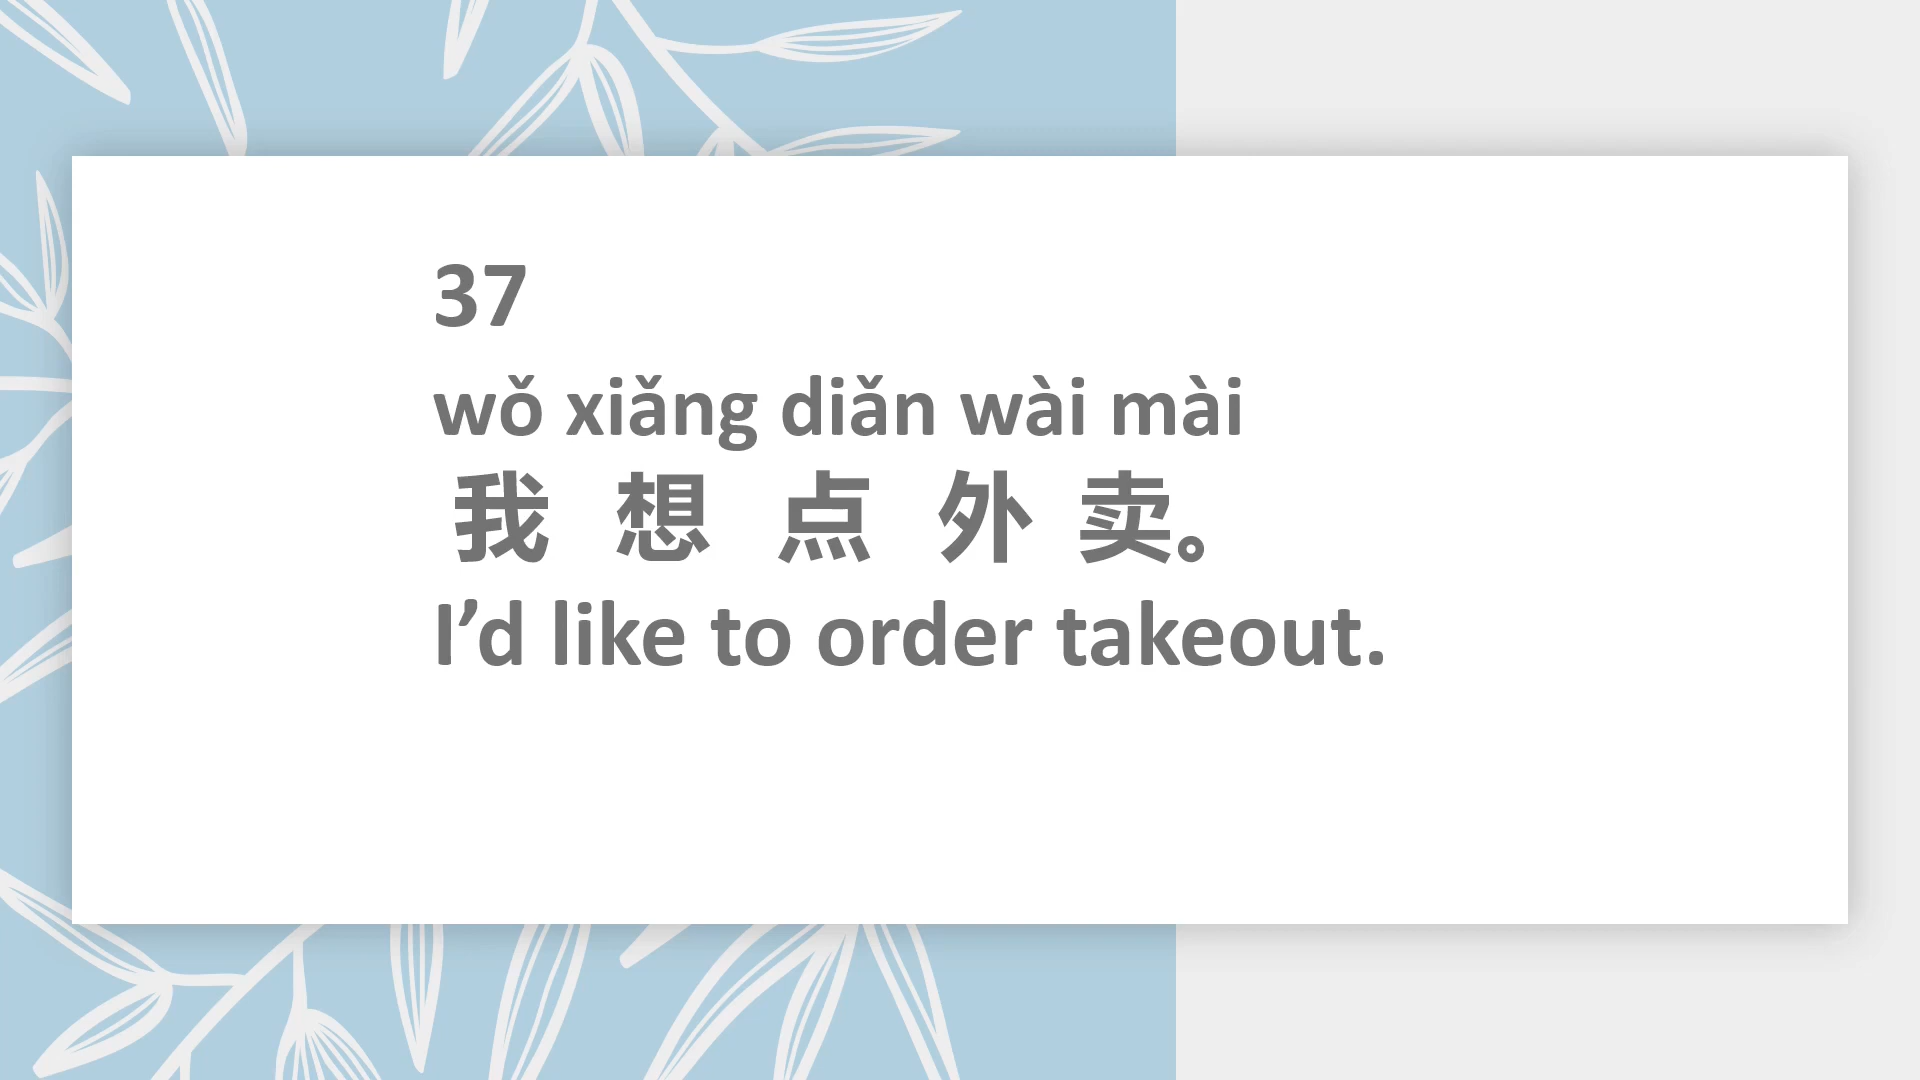 37
wǒ xiǎng diǎn wài mài
我 想 点 外 卖。
I’d like to order takeout.